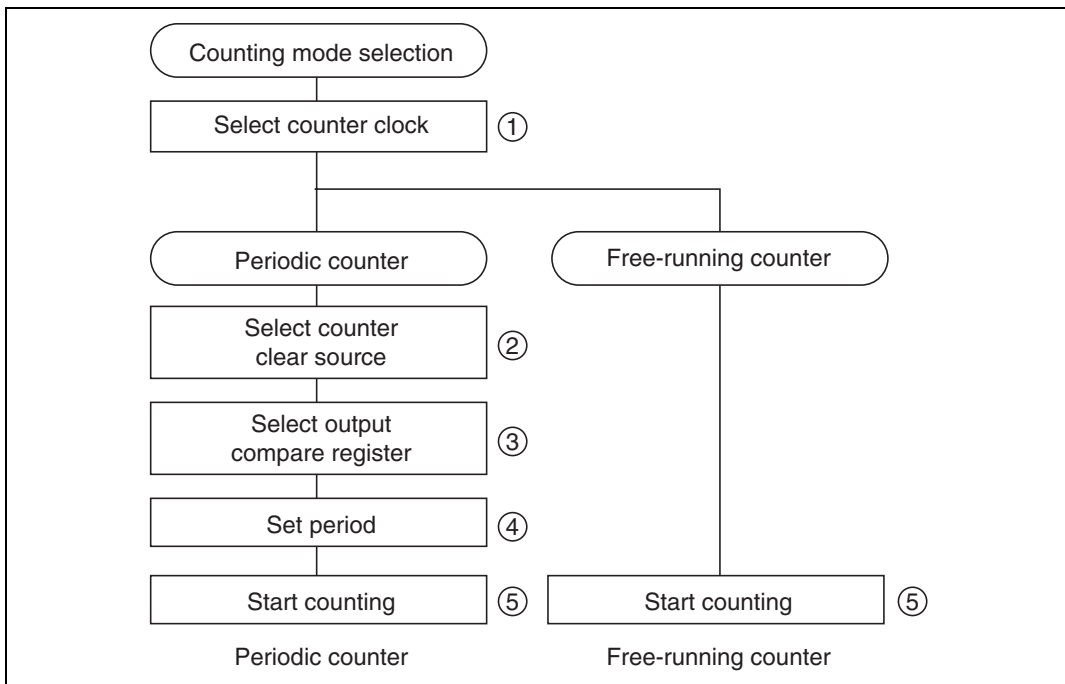 Counting mode selection
Select counter clock ①
Periodic counter
Free-running counter
Select counter
clear source ②
Select output
compare register ③
Set period ④
Start counting ⑤
Start counting ⑤
Periodic counter
Free-running counter